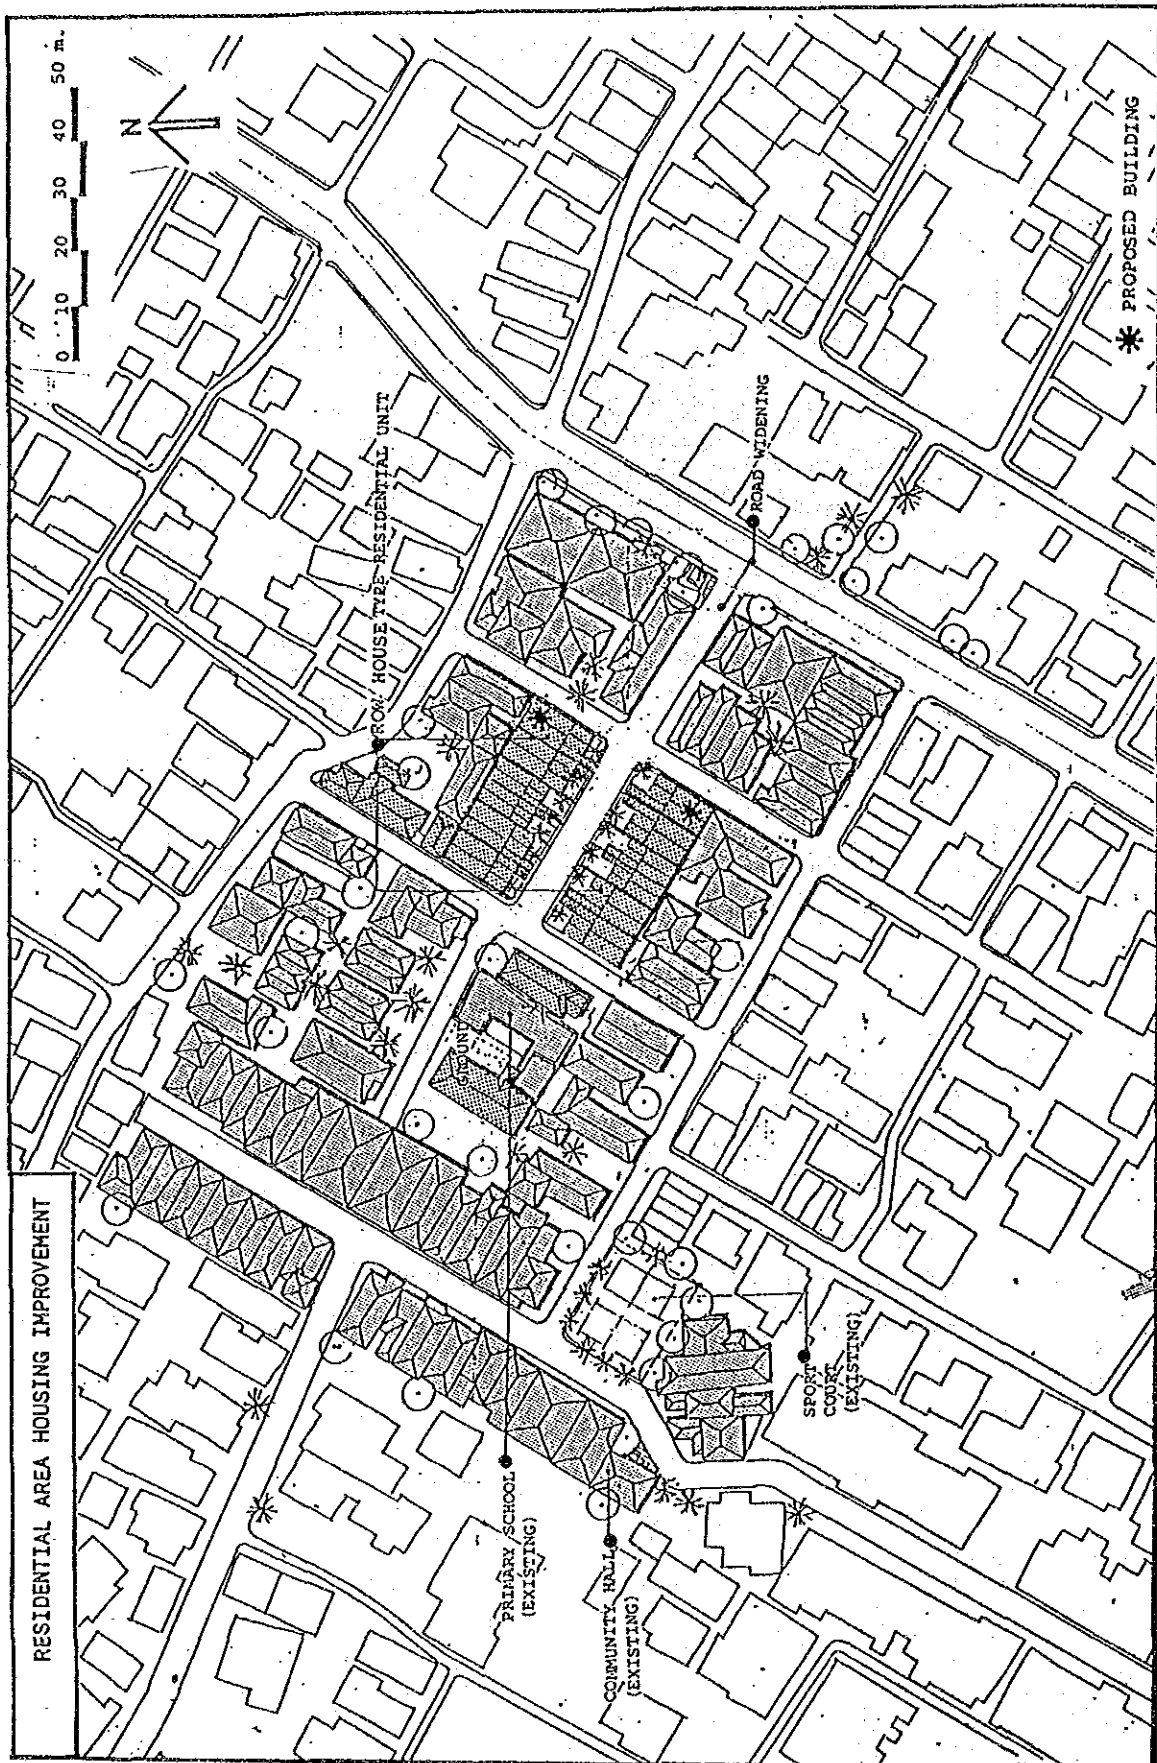 RESIDENTIAL AREA HOUSING IMPROVEMENT
0 10 20 30 40 50 m.
N
ROW HOUSE TYPE RESIDENTIAL UNIT
ROAD WIDENING
GROUND
PRIMARY SCHOOL
(EXISTING)
COMMUNITY HALL
(EXISTING)
SPORT
COURT
(EXISTING)
PROPOSED BUILDING